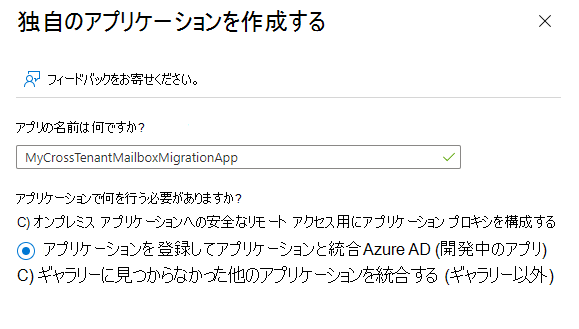 独自のアプリケーションを作成する
フィードバックをお寄せください。
アプリの名前は何ですか?
MyCrossTenantMailboxMigrationApp
アプリケーションで何を行う必要がありますか?
C) オンプレミス アプリケーションへの安全なリモート アクセス用にアプリケーション プロキシを構成する
アプリケーションを登録してアプリケーションと統合 Azure AD (開発中のアプリ)
C) ギャラリーに見つからなかった他のアプリケーションを統合する (ギャラリー以外)